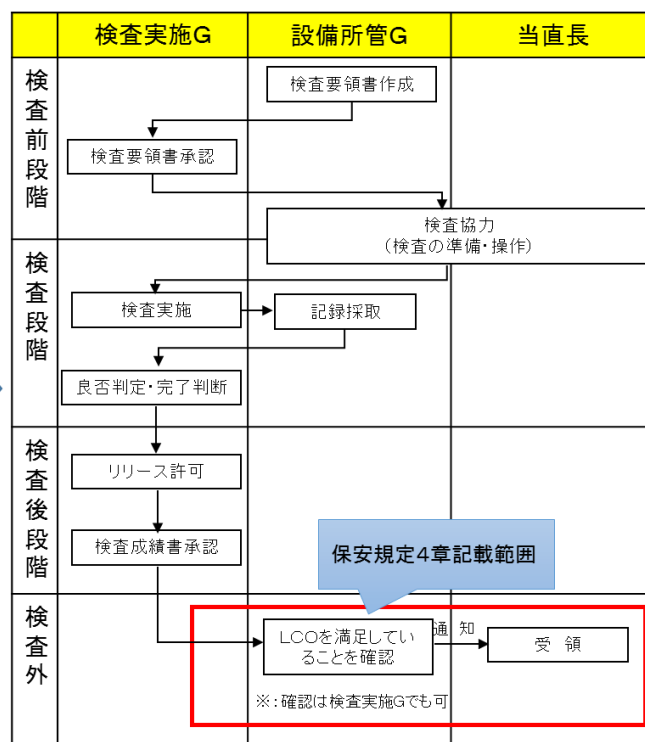 検査実施G
設備所管G
当直長
検査前段階
検査要領書作成
検査要領書承認
検査協力
(検査の準備・操作)
検査段階
検査実施
記録採取
良否判定・完了判断
検査後段階
リリース許可
検査成績書承認
保安規定4章記載範囲
検査外
LCOを満足してい
ることを確認
通 知
受 領
※:確認は検査実施Gでも可